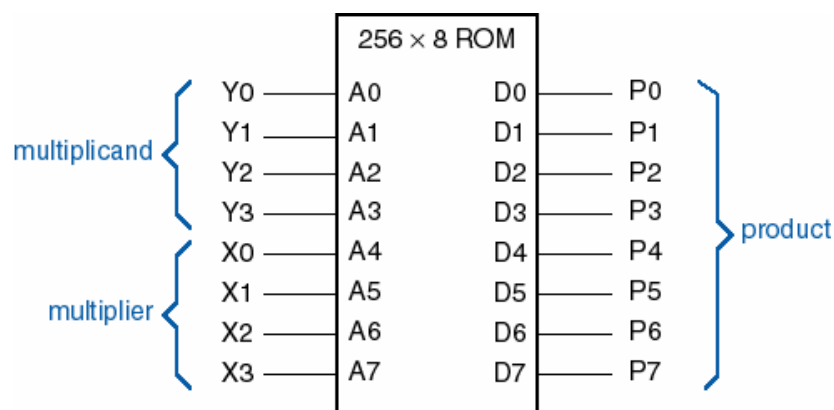 256 × 8 ROM
Y0 A0 D0 P0
Y1 A1 D1 P1
multiplicand
Y2 A2 D2 P2
Y3 A3 D3 P3
product
X0 A4 D4 P4
X1 A5 D5 P5
multiplier
X2 A6 D6 P6
X3 A7 D7 P7